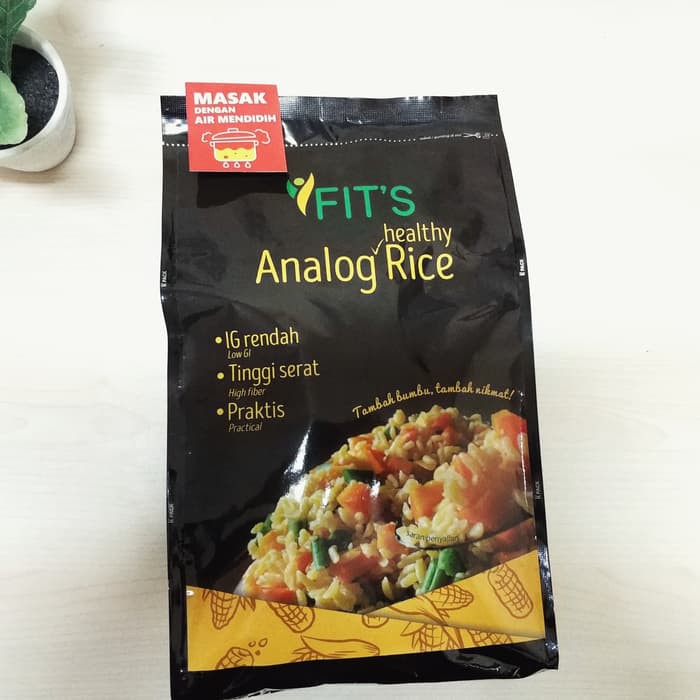 MASAK
DENGAN
AIR MENDIDIH
FIT'S
healthy
Analog Rice
• IG rendah
Low GI
• Tinggi serat
High fiber
• Praktis
Practical
Tambah bumbu, tambah nikmat!
saran penyajian